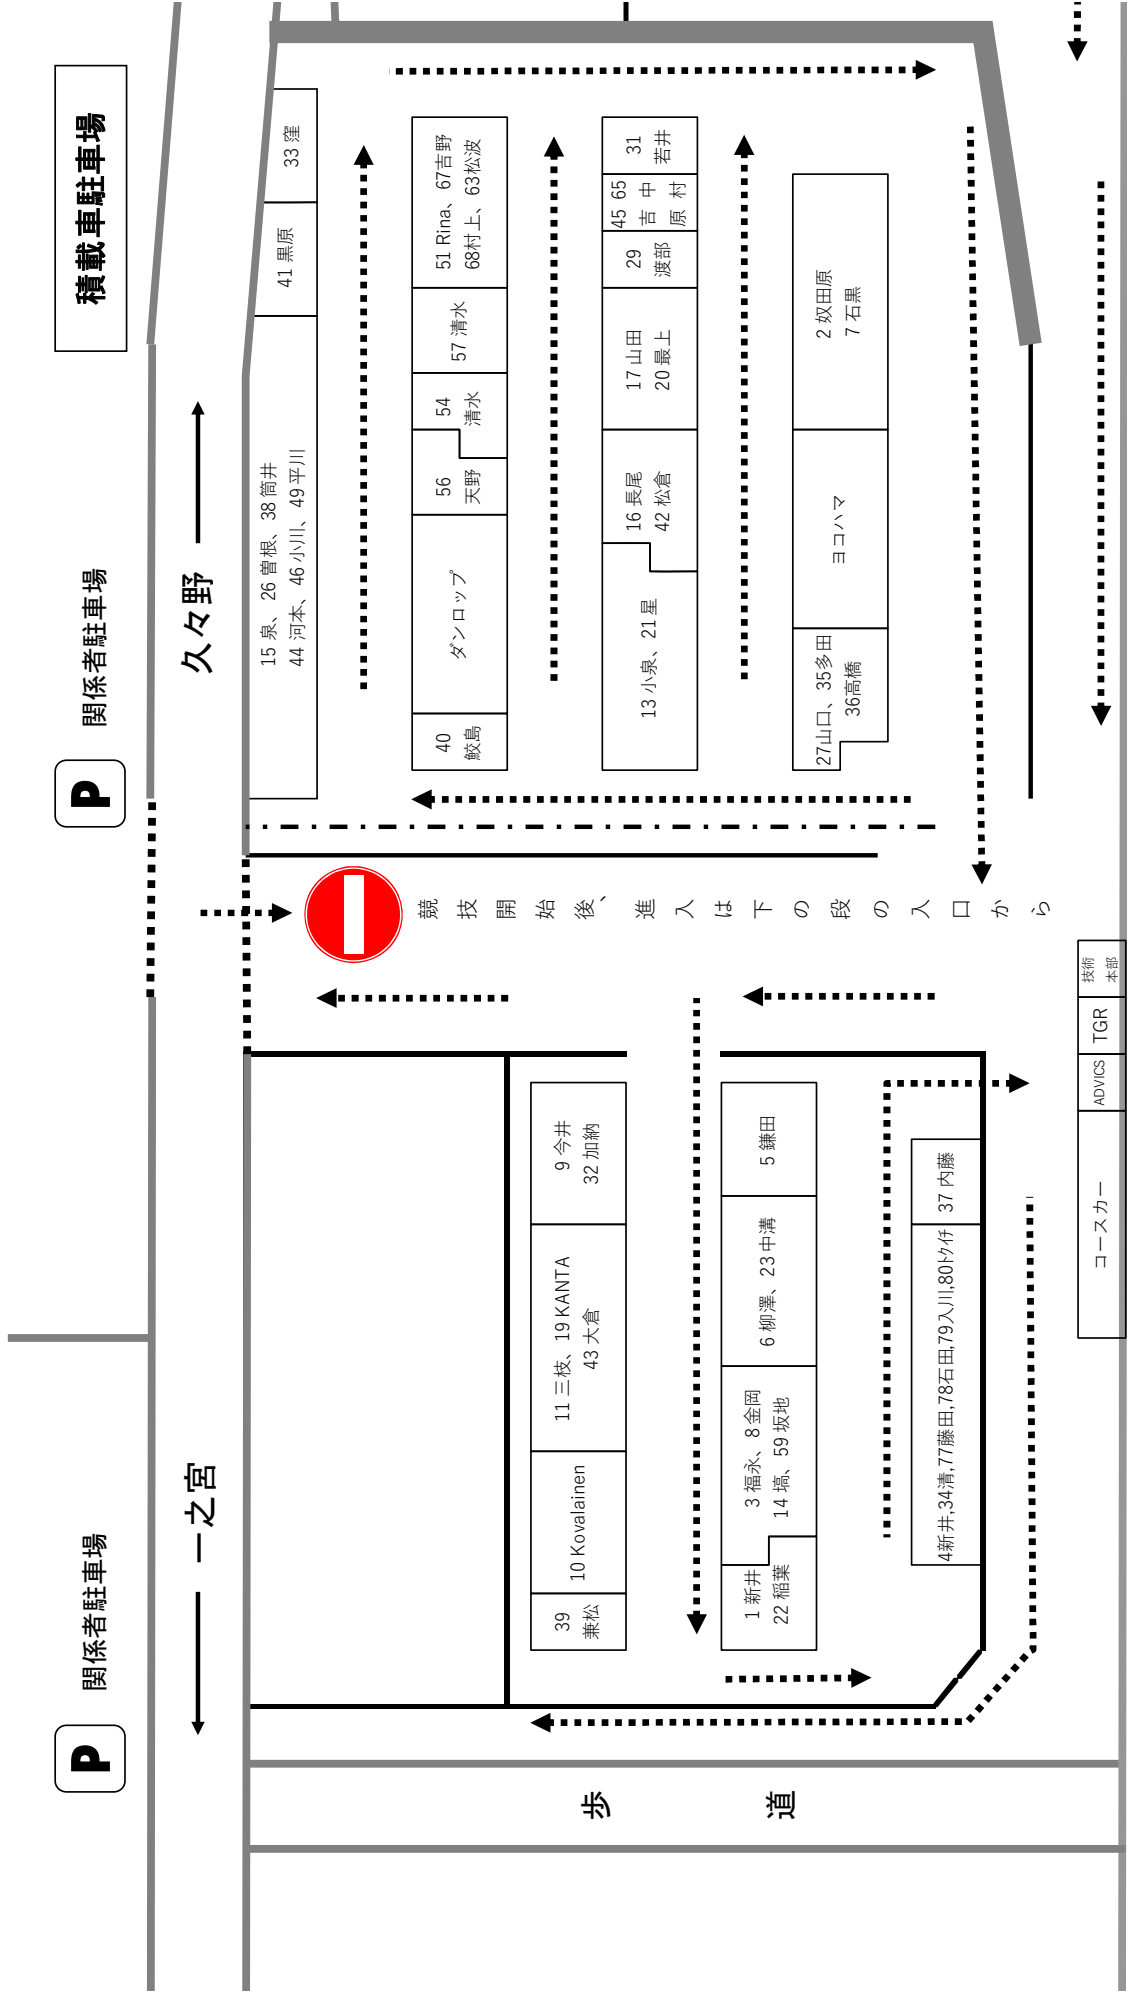 積載車駐車場
P
関係者駐車場
久々野
P
関係者駐車場
一之宮
33 窪
41 黒原
15 泉、26 曽根、38 筒井
44 河本、46 小川、49 平川
51 Rina、67吉野
68村上、63松波
57 清水
54
清水
56
天野
ダンロップ
40
鮫島
31
若井
45 65
吉 中
原 村
29
渡部
17 山田
20 最上
16 長尾
42 松倉
13 小泉、21 星
2 奴田原
7 石黒
ヨコハマ
27山口、35多田
36高橋
競技開始後、進入は下の段の入口から
技術
本部
TGR
ADVICS
コースカー
9 今井
32 加納
11 三枝、19 KANTA
43 大倉
10 Kovalainen
39
兼松
5 鎌田
6 柳澤、23 中溝
3 福永、8 金岡
14 塙、59 坂地
1 新井
22 稲葉
37 内藤
4新井,34清,77藤田,78石田,79入川,80ﾄｸｲﾁ
歩道